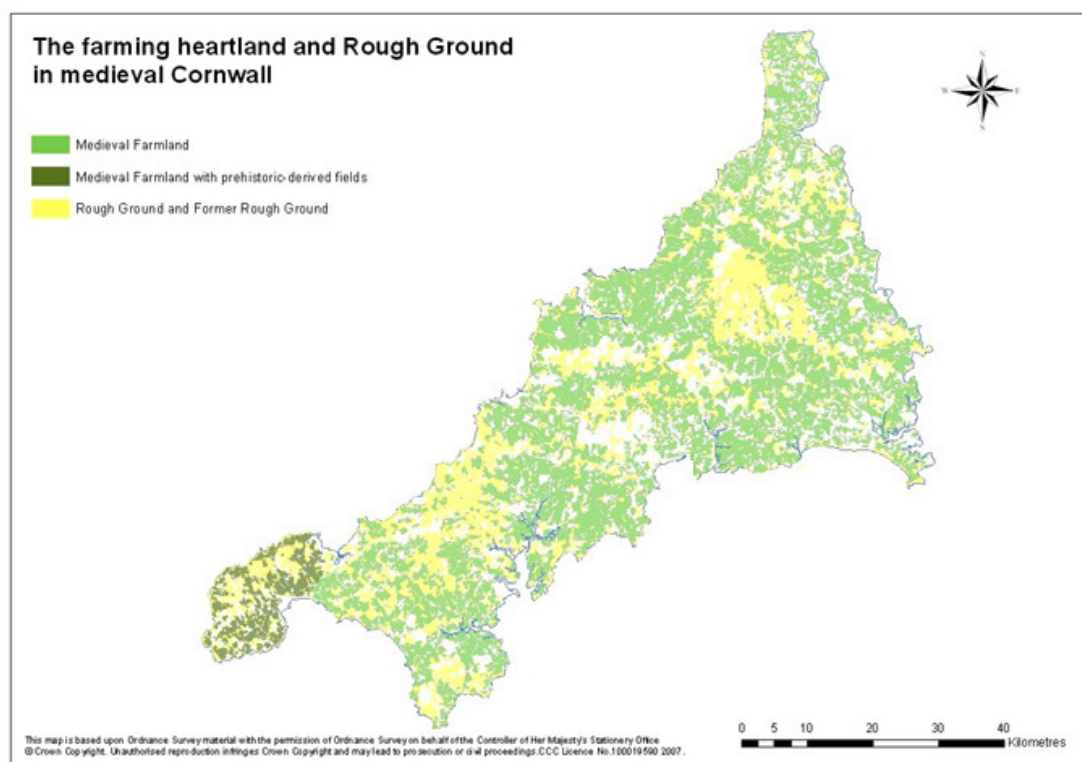 The farming heartland and Rough Ground
in medieval Cornwall
N
W
E
S
Medieval Farmland
Medieval Farmland with prehistoric-derived fields
Rough Ground and Former Rough Ground
This map is based upon Ordnance Survey material with the permission of Ordnance Survey on behalf of the Controller of Her Majesty's Stationery Office
© Crown Copyright. Unauthorised reproduction infringes Crown Copyright and may lead to prosecution or civil proceedings.CCC Licence No.100019590 2007.
0 5 10 20 30 40
Kilometres